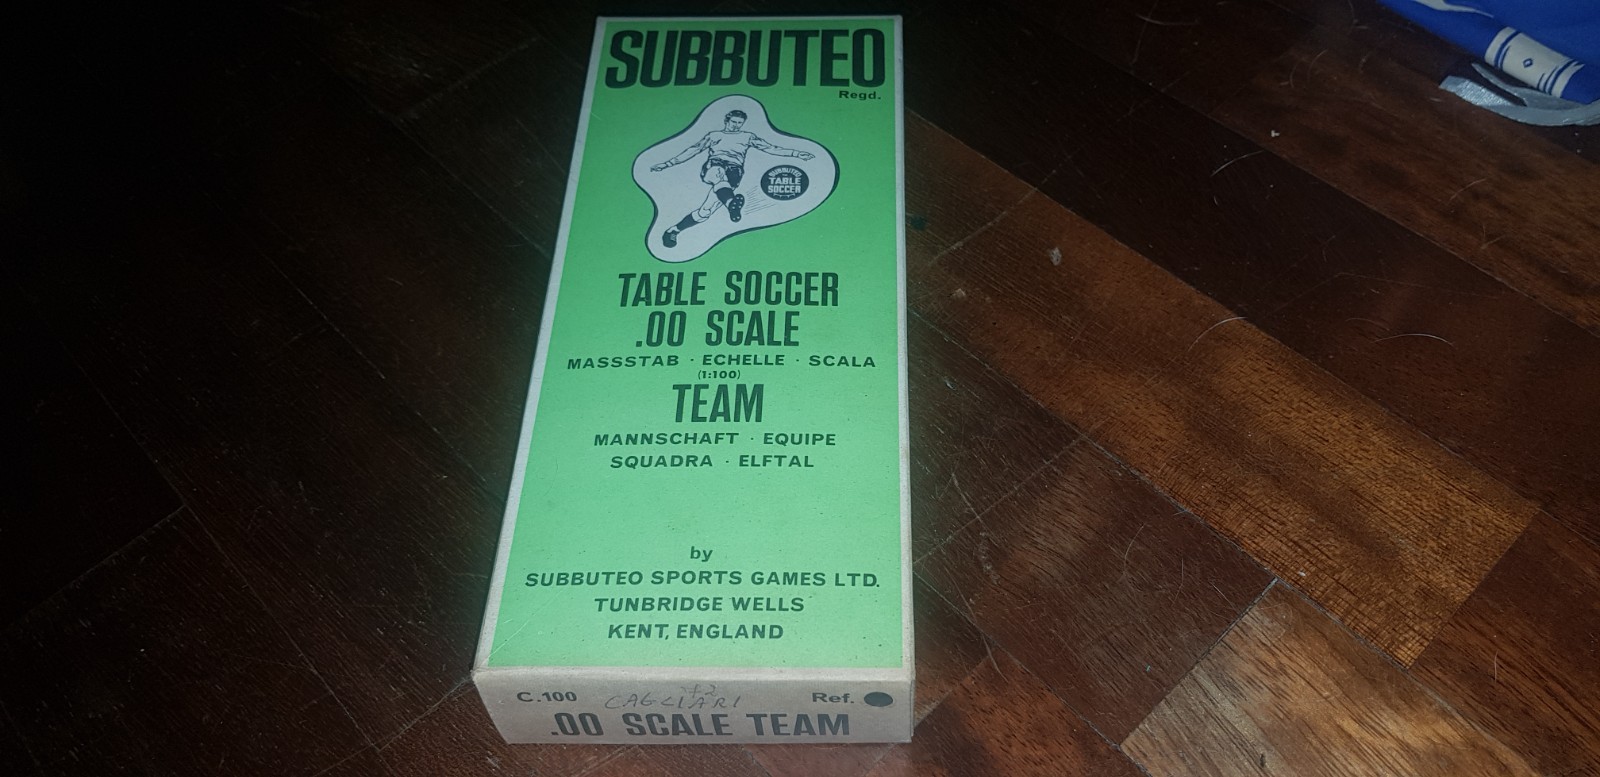 SUBBUTEO
Regd.
SUBBUTEO
TABLE
SOCCER
TABLE SOCCER
.00 SCALE
MASSSTAB · ECHELLE · SCALA
(1:100)
TEAM
MANNSCHAFT · EQUIPE
SQUADRA · ELFTAL
by
SUBBUTEO SPORTS GAMES LTD.
TUNBRIDGE WELLS
KENT, ENGLAND
C.100 CAGLIARI Ref.
.00 SCALE TEAM